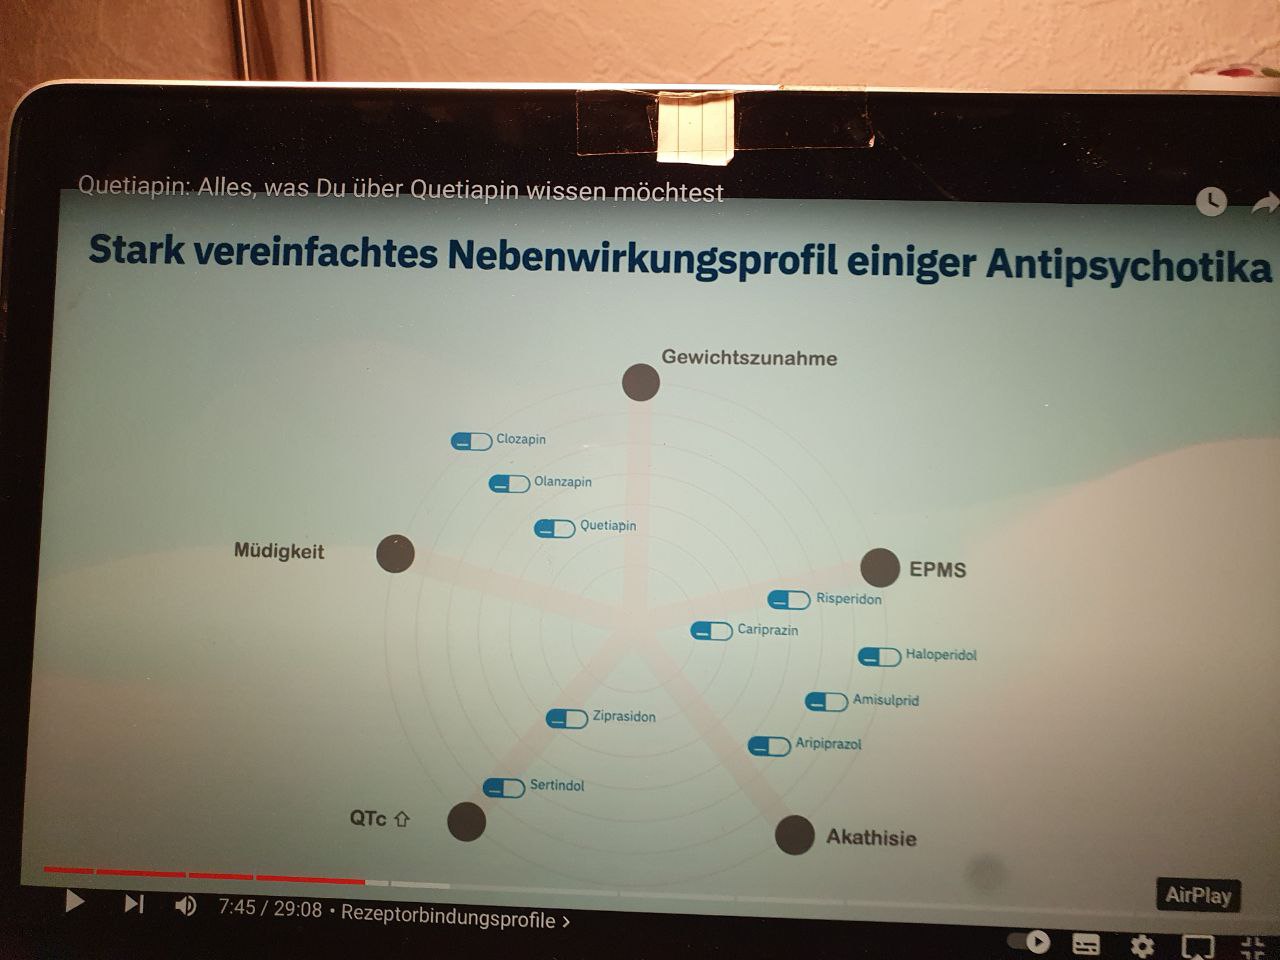 Quetiapin: Alles, was Du über Quetiapin wissen möchtest
Stark vereinfachtes Nebenwirkungsprofil einiger Antipsychotika
Gewichtszunahme
Clozapin
Olanzapin
Quetiapin
Müdigkeit
EPMS
Risperidon
Cariprazin
Haloperidol
Amisulprid
Ziprasidon
Aripiprazol
Sertindol
QTc ⇧
Akathisie
AirPlay
7:45 / 29:08 • Rezeptorbindungsprofile >